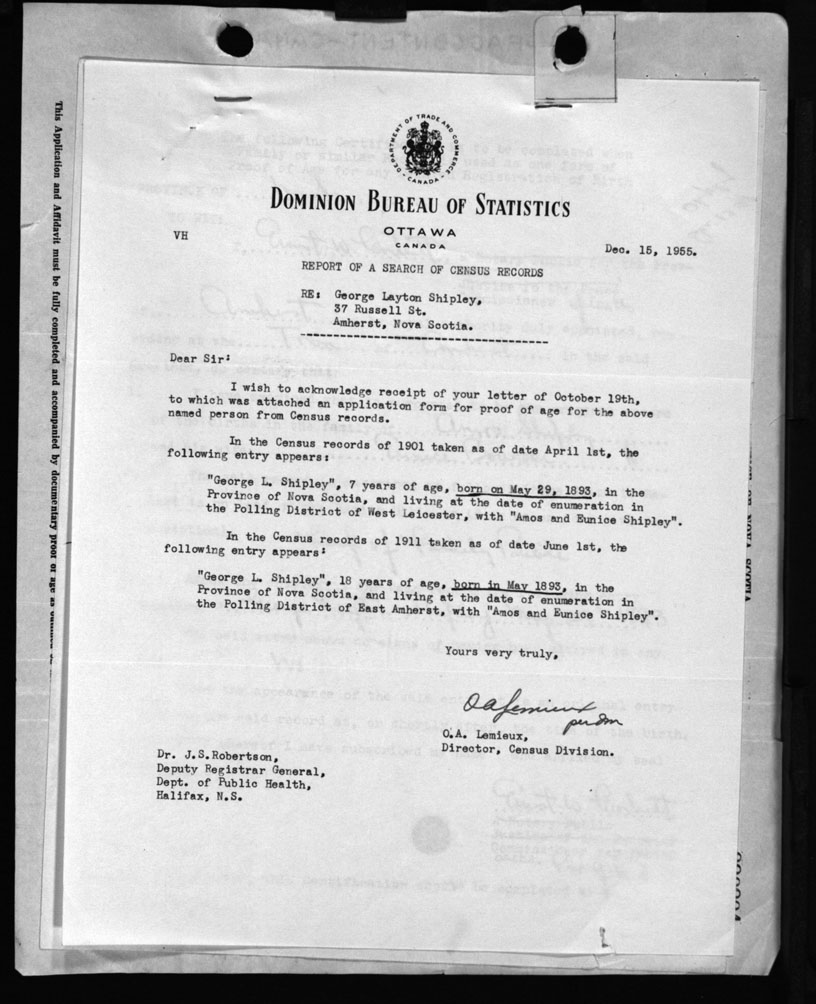 DEPARTMENT OF TRADE AND COMMERCE
CANADA
DOMINION BUREAU OF STATISTICS
OTTAWA
CANADA
VH
Dec. 15, 1955.
REPORT OF A SEARCH OF CENSUS RECORDS
RE: George Layton Shipley,
37 Russell St.
Amherst, Nova Scotia.
Dear Sir:
I wish to acknowledge receipt of your letter of October 19th,
to which was attached an application form for proof of age for the above
named person from Census records.
In the Census records of 1901 taken as of date April 1st, the
following entry appears:
"George L. Shipley", 7 years of age, born on May 29, 1893, in the
Province of Nova Scotia, and living at the date of enumeration in
the Polling District of West Leicester, with "Amos and Eunice Shipley".
In the Census records of 1911 taken as of date June 1st, the
following entry appears:
"George L. Shipley", 18 years of age, born in May 1893, in the
Province of Nova Scotia, and living at the date of enumeration in
the Polling District of East Amherst, with "Amos and Eunice Shipley".
Yours very truly,
O A Lemieux
per dm
O.A. Lemieux,
Director, Census Division.
Dr. J.S.Robertson,
Deputy Registrar General,
Dept. of Public Health,
Halifax, N.S.
This Application and Affidavit must be fully completed and accompanied by documentary proof of age as
NOVA SCOTIA